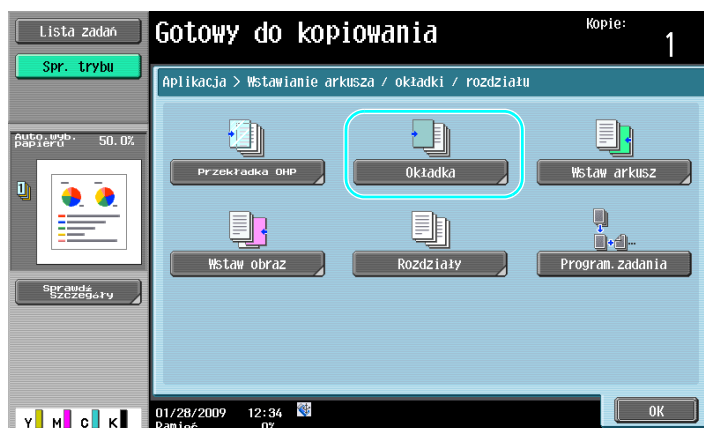 Lista zadań
Spr. trybu
Gotowy do kopiowania
Kopie:
1
Aplikacja > Wstawianie arkusza / okładki / rozdziału
Auto.wyb. papieru
50.0%
1
Przekładka OHP
Okładka
Wstaw arkusz
Wstaw obraz
Rozdziały
Program.zadania
Sprawdź
Szczegóły
Y M C K
01/28/2009 12:34
Pamięć 0%
OK